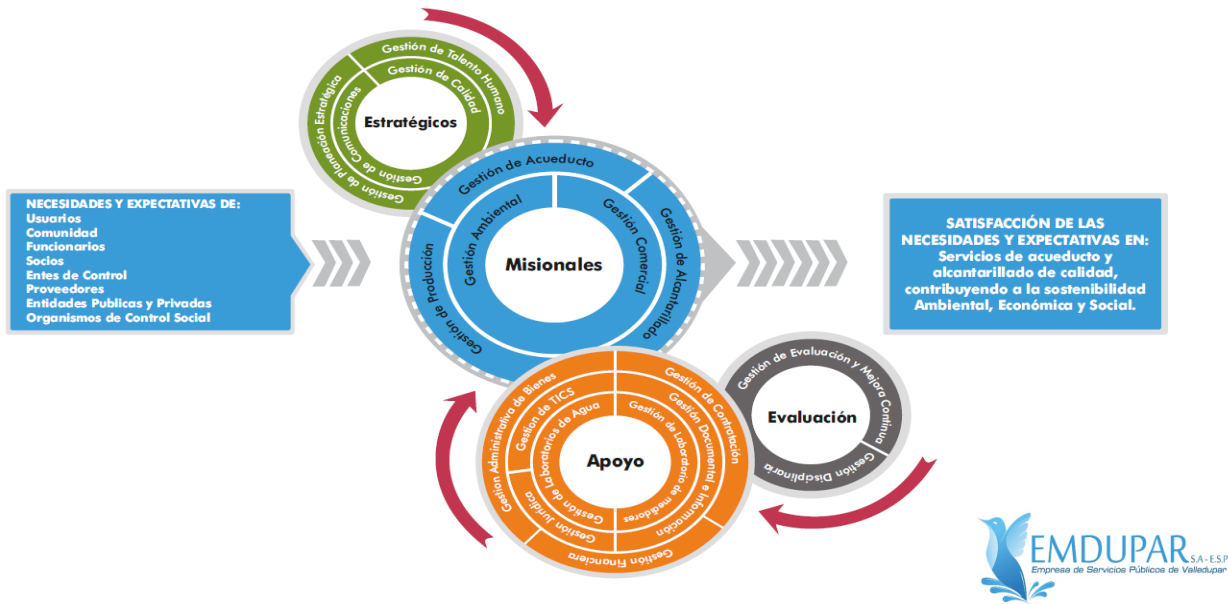 NECESIDADES Y EXPECTATIVAS DE:
Usuarios
Comunidad
Funcionarios
Socios
Entes de Control
Proveedores
Entidades Publicas y Privadas
Organismos de Control Social
Estratégicos
Gestión de Planeación Estratégica
Gestión de Talento Humano
Gestión de Comunicaciones
Gestión de Calidad
Misionales
Gestión de Producción
Gestión de Acueducto
Gestión de Alcantarillado
Gestión Ambiental
Gestión Comercial
Apoyo
Gestion Administrativa de Bienes
Gestión de Contratación
Gestión Financiera
Gestion de TICS
Gestión Documental e Información
Gestión Jurídica
Gestión de Laboratorios de Agua
Gestión de Laboratorio de medidores
Evaluación
Gestión de Evaluación y Mejora Continua
Gestión Disciplinaria
SATISFACCIÓN DE LAS
NECESIDADES Y EXPECTATIVAS EN:
Servicios de acueducto y
alcantarillado de calidad,
contribuyendo a la sostenibilidad
Ambiental, Económica y Social.
EMDUPAR S.A - E.S.P
Empresa de Servicios Públicos de Valledupar